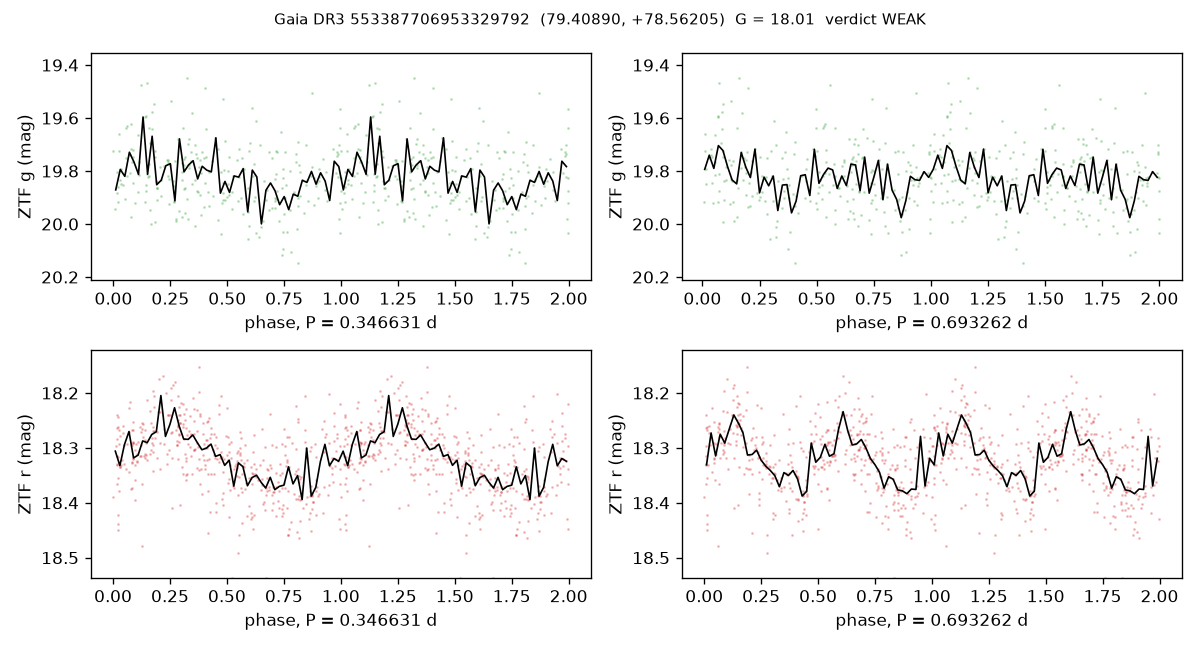 Gaia DR3 553387706953329792 (79.40890, +78.56205) G = 18.01 verdict WEAK
ZTF g (mag)
19.4
19.6
19.8
20.0
20.2
0.00 0.25 0.50 0.75 1.00 1.25 1.50 1.75 2.00
phase, P = 0.346631 d
ZTF g (mag)
19.4
19.6
19.8
20.0
20.2
0.00 0.25 0.50 0.75 1.00 1.25 1.50 1.75 2.00
phase, P = 0.693262 d
ZTF r (mag)
18.2
18.3
18.4
18.5
0.00 0.25 0.50 0.75 1.00 1.25 1.50 1.75 2.00
phase, P = 0.346631 d
ZTF r (mag)
18.2
18.3
18.4
18.5
0.00 0.25 0.50 0.75 1.00 1.25 1.50 1.75 2.00
phase, P = 0.693262 d